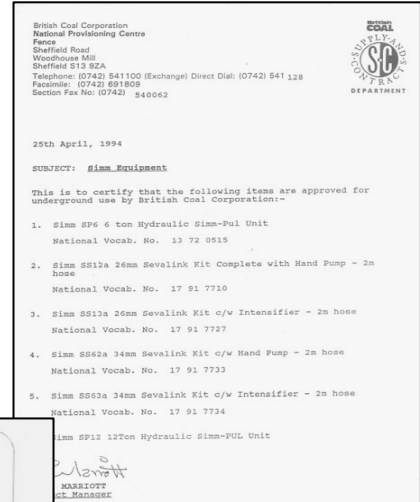 British Coal Corporation
National Provisioning Centre
Fence
Sheffield Road
Woodhouse Mill
Sheffield S13 9ZA
Telephone: (0742) 541100 (Exchange) Direct Dial: (0742) 541 128
Facsimile: (0742) 691809
Section Fax No: (0742) 540062
British
COAL
SUPPLY AND CONTRACT
S&C
DEPARTMENT
25th April, 1994
SUBJECT: Simm Equipment
This is to certify that the following items are approved for
underground use by British Coal Corporation:-
1. Simm SP6 6 ton Hydraulic Simm-Pul Unit
National Vocab. No. 13 72 0515
2. Simm SS12a 26mm Sevalink Kit Complete with Hand Pump - 2m
hose
National Vocab. No. 17 91 7710
3. Simm SS13a 26mm Sevalink Kit c/w Intensifier - 2m hose
National Vocab. No. 17 91 7727
4. Simm SS62a 34mm Sevalink Kit c/w Hand Pump - 2m hose
National Vocab. No. 17 91 7733
5. Simm SS63a 34mm Sevalink Kit c/w Intensifier - 2m hose
National Vocab. No. 17 91 7734
Simm SP12 12Ton Hydraulic Simm-PUL Unit
MARRIOTT
ct Manager